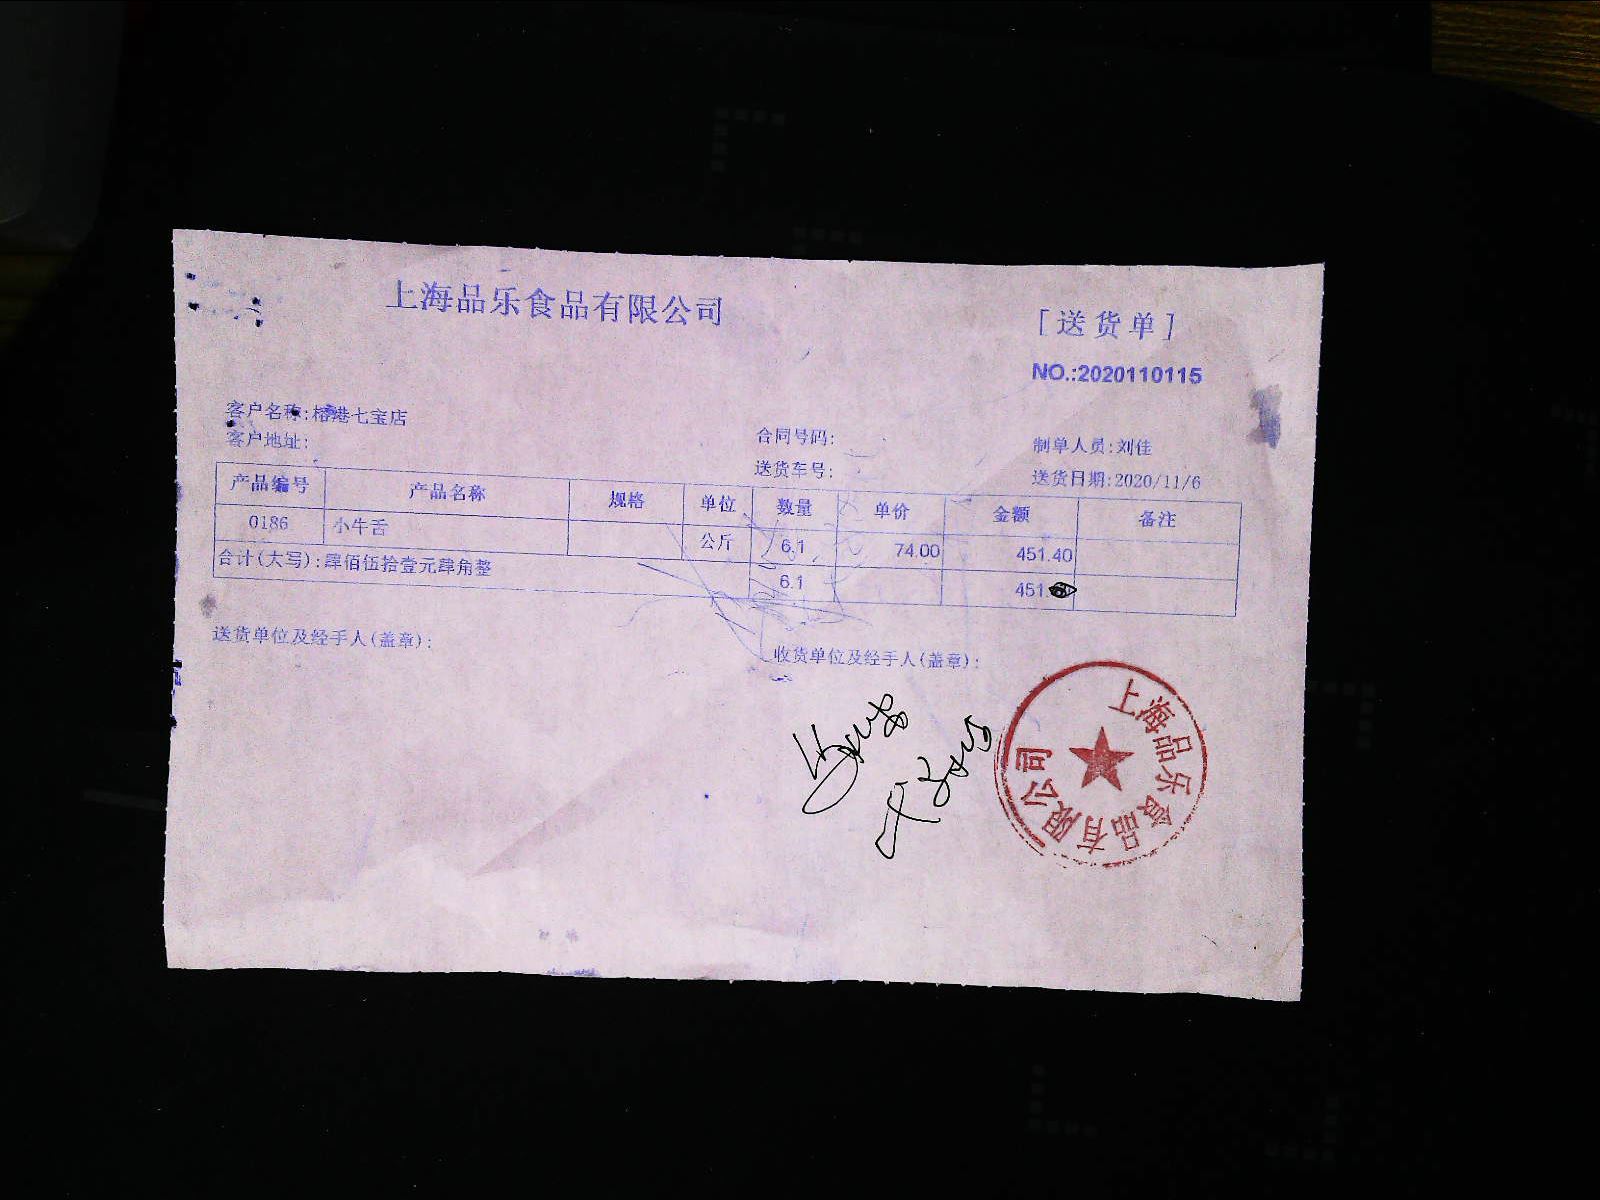 上海品乐食品有限公司
[送货单]
NO.:2020110115
客户名称:榕港七宝店
客户地址:
合同号码:
制单人员:刘佳
送货车号:
送货日期:2020/11/6
产品编号 产品名称 规格 单位 数量 单价 金额 备注
0186 小牛舌 公斤 6.1 74.00 451.40
合计(大写):肆佰伍拾壹元肆角整 6.1 451.
送货单位及经手人(盖章):
收货单位及经手人(盖章):
上海品乐食品有限公司